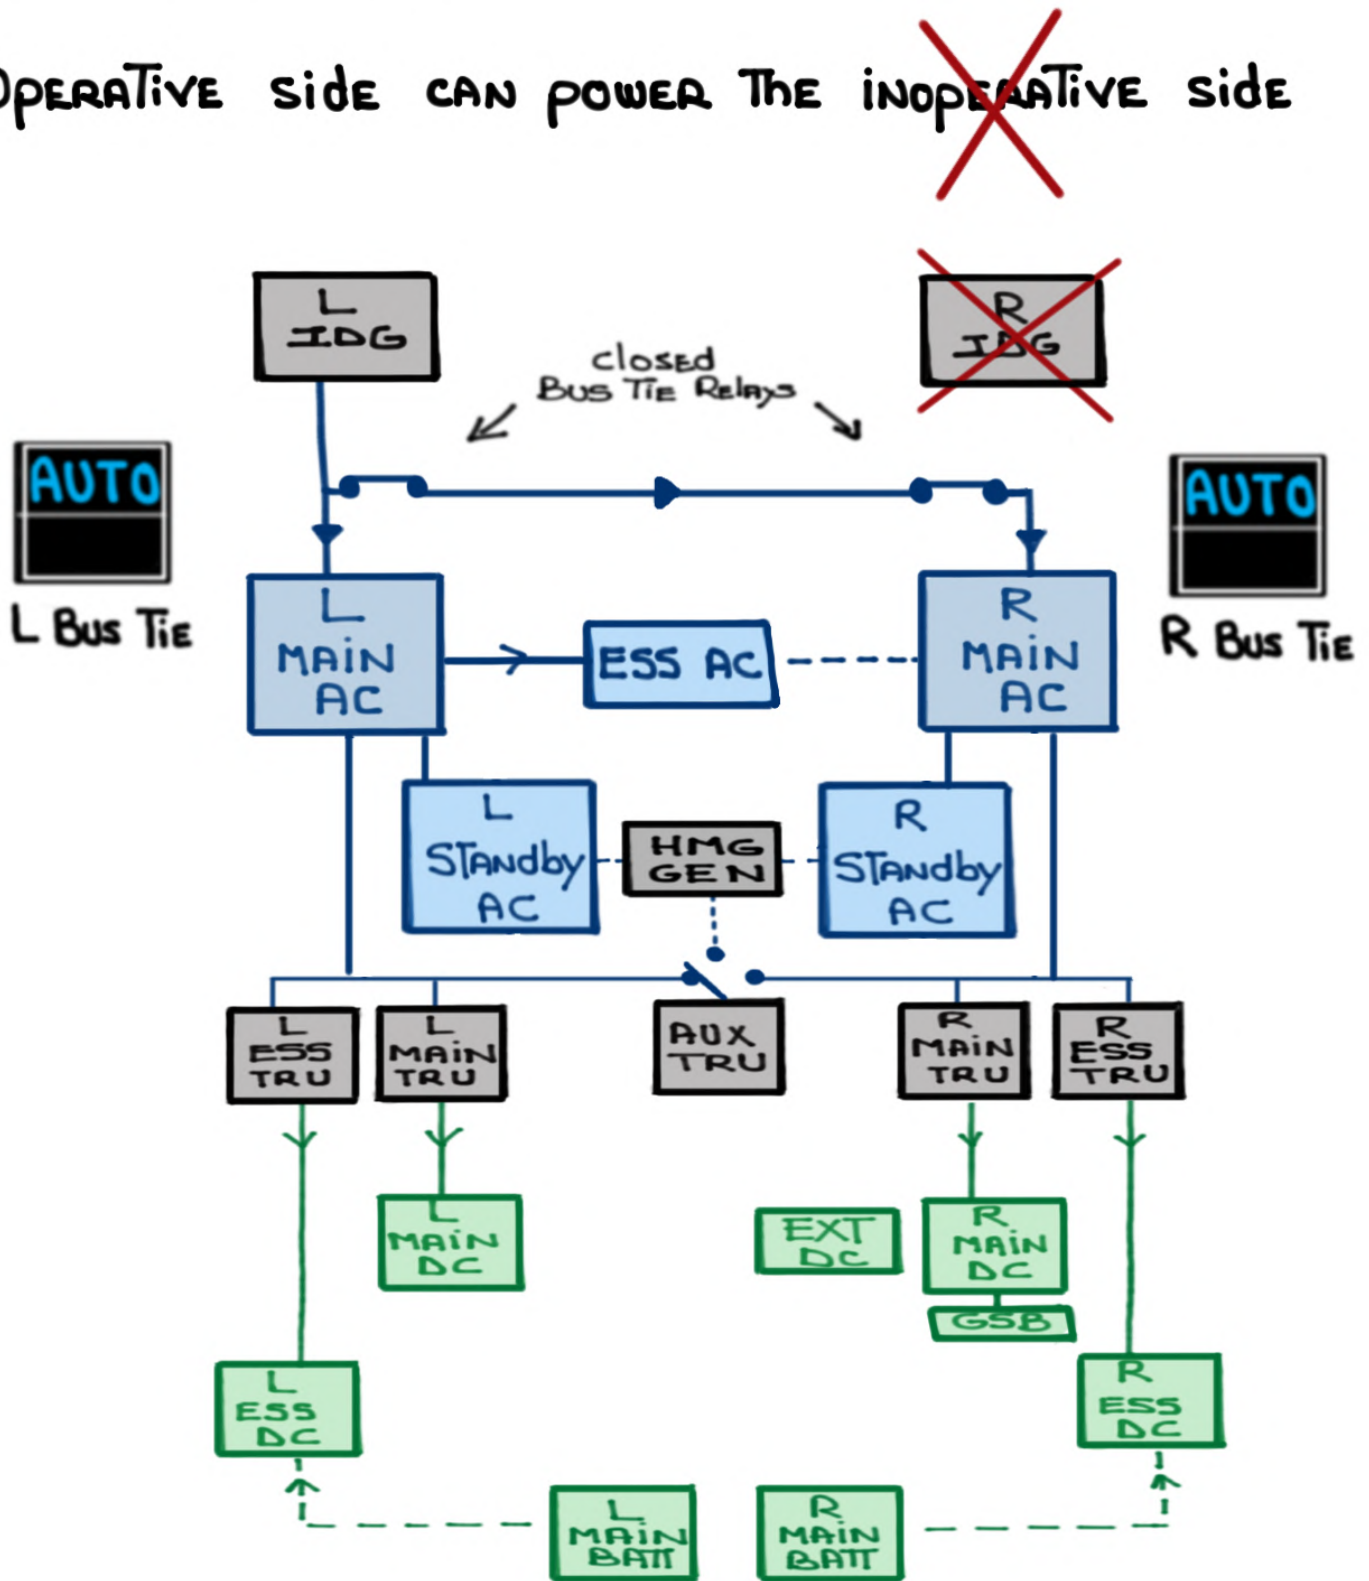 OPERATIVE SIDE CAN POWER THE INOPERATIVE SIDE
L
IDG
R
IDG
CLOSED
BUS TIE RELAYS
AUTO
L BUS TIE
AUTO
R BUS TIE
L
MAIN
AC
ESS AC
R
MAIN
AC
L
STANDBY
AC
HMG
GEN
R
STANDBY
AC
L
ESS
TRU
L
MAIN
TRU
AUX
TRU
R
MAIN
TRU
R
ESS
TRU
L
MAIN
DC
EXT
DC
R
MAIN
DC
GSB
L
ESS
DC
R
ESS
DC
L
MAIN
BATT
R
MAIN
BATT